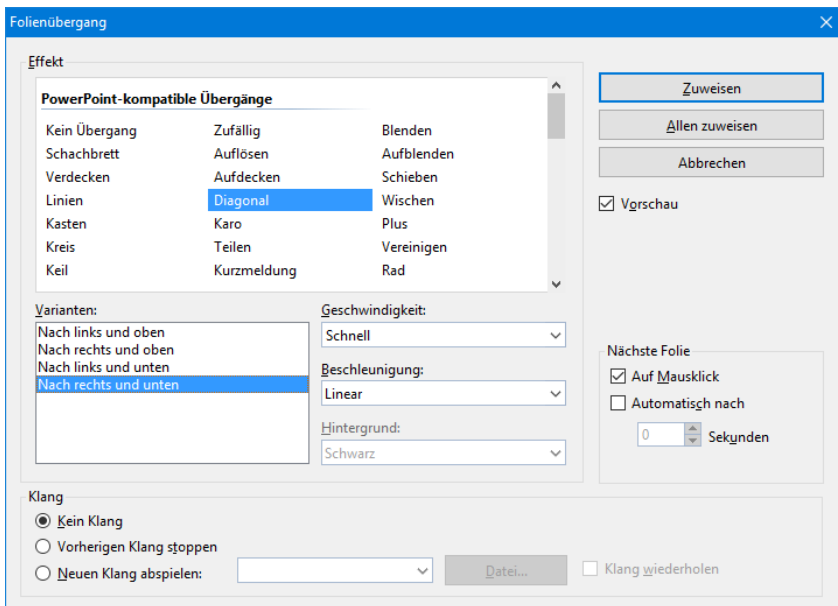 Folienübergang
Effekt
PowerPoint-kompatible Übergänge
Kein Übergang Zufällig Blenden
Schachbrett Auflösen Aufblenden
Verdecken Aufdecken Schieben
Linien Diagonal Wischen
Kasten Karo Plus
Kreis Teilen Vereinigen
Keil Kurzmeldung Rad
Zuweisen
Allen zuweisen
Abbrechen
Vorschau
Varianten:
Nach links und oben
Nach rechts und oben
Nach links und unten
Nach rechts und unten
Geschwindigkeit:
Schnell
Beschleunigung:
Linear
Hintergrund:
Schwarz
Nächste Folie
Auf Mausklick
Automatisch nach
0 Sekunden
Klang
Kein Klang
Vorherigen Klang stoppen
Neuen Klang abspielen: Datei... Klang wiederholen